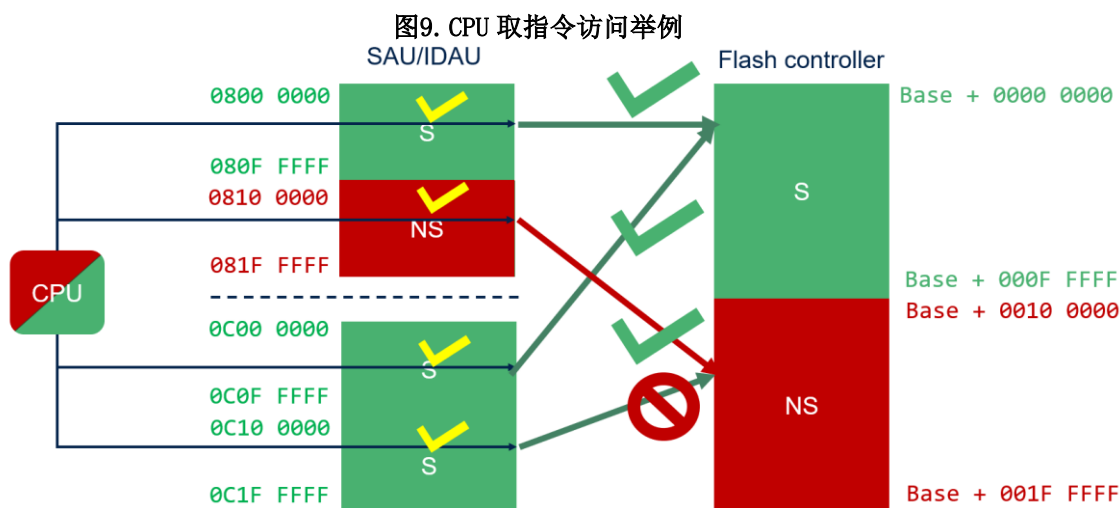 图9. CPU 取指令访问举例
SAU/IDAU
Flash controller
0800 0000
S
080F FFFF
0810 0000
NS
081F FFFF
CPU
0C00 0000
S
0C0F FFFF
0C10 0000
S
0C1F FFFF
Base + 0000 0000
S
Base + 000F FFFF
Base + 0010 0000
NS
Base + 001F FFFF